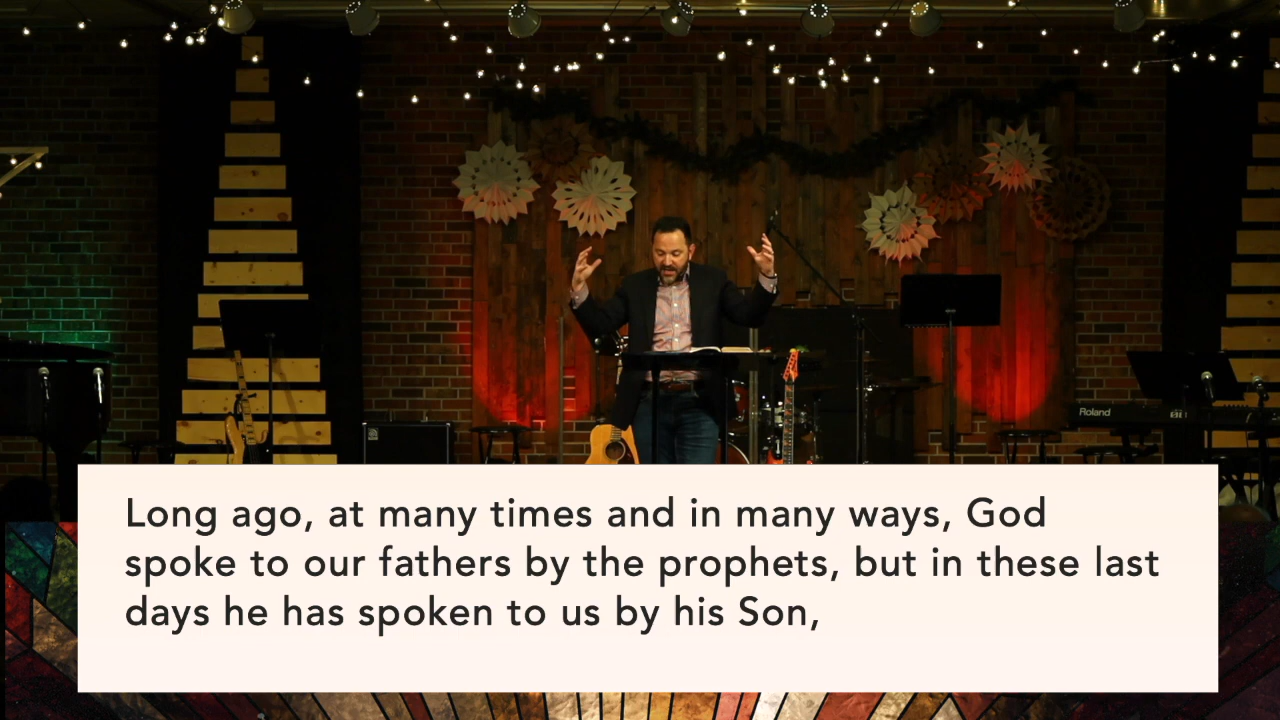 Roland
Long ago, at many times and in many ways, God
spoke to our fathers by the prophets, but in these last
days he has spoken to us by his Son,